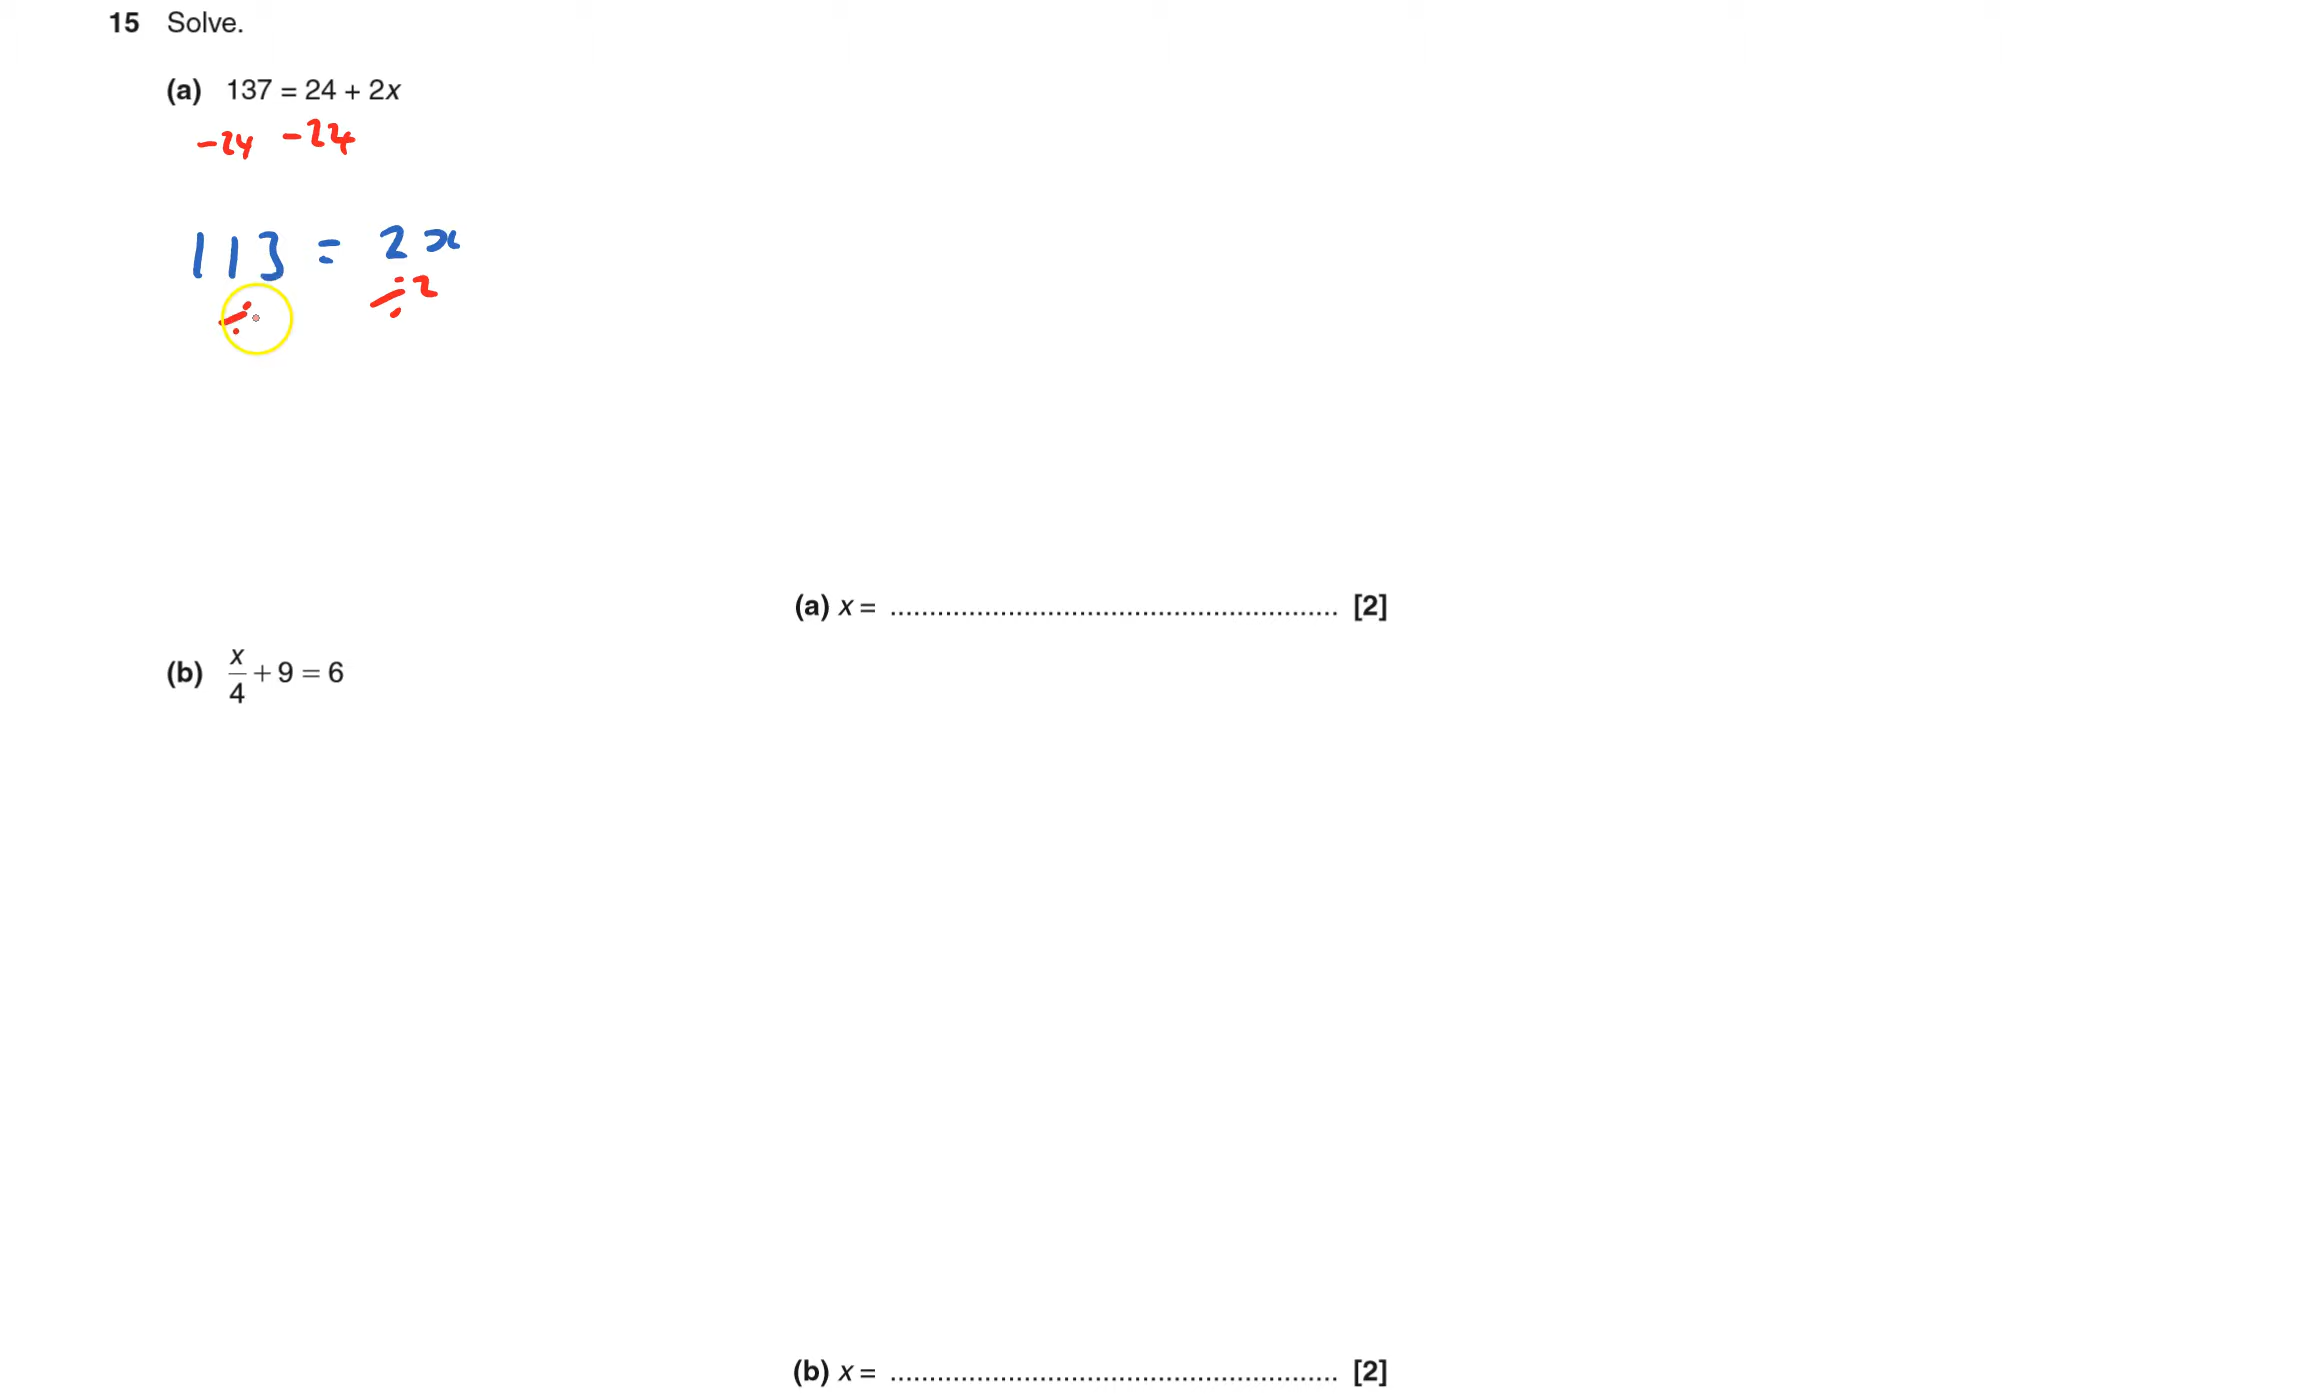 15 Solve.
(a) 137 = 24 + 2x
-24 -24
113 = 2x
÷ ÷2
(a) x = ........................................................ [2]
(b) x/4 + 9 = 6
(b) x = ........................................................ [2]